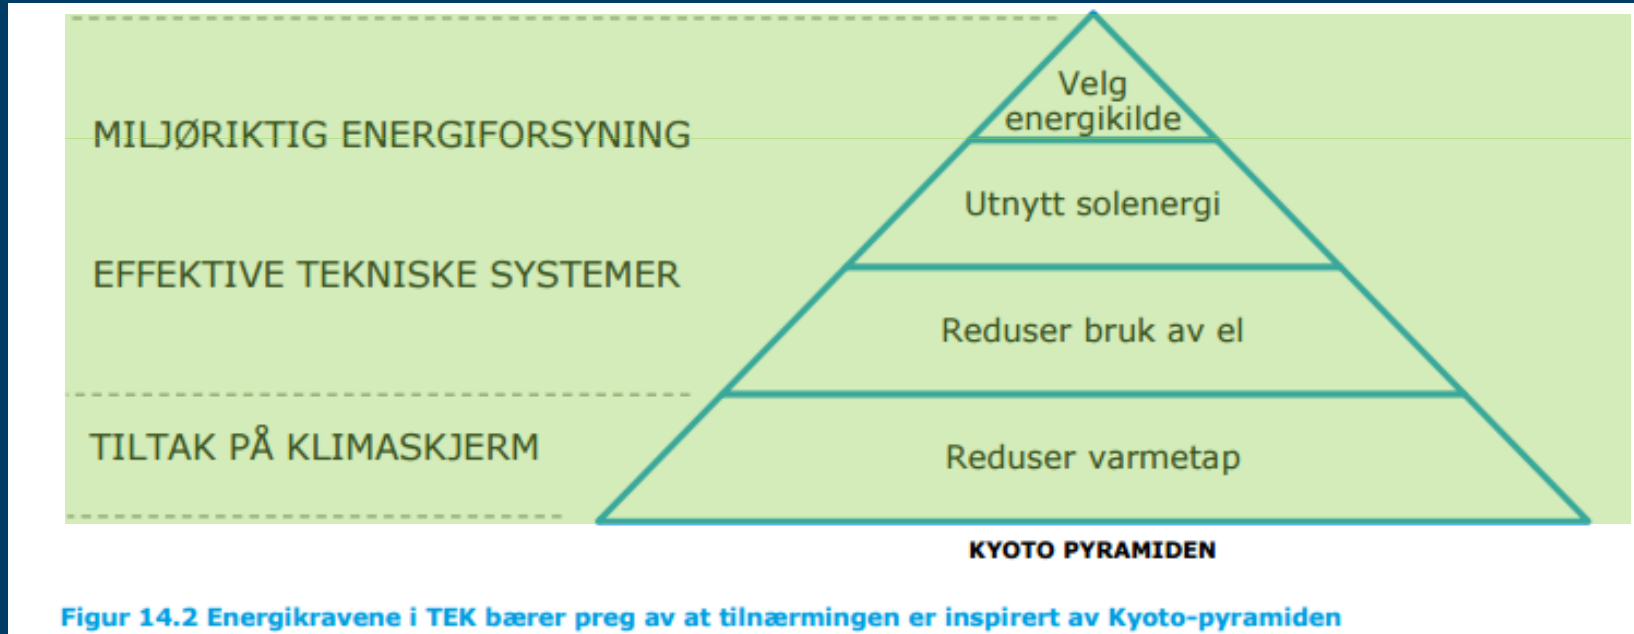 Velg
energikilde
MILJØRIKTIG ENERGIFORSYNING
Utnytt solenergi
EFFEKTIVE TEKNISKE SYSTEMER
Reduser bruk av el
TILTAK PÅ KLIMASKJERM
Reduser varmetap
KYOTO PYRAMIDEN
Figur 14.2 Energikravene i TEK bærer preg av at tilnærmingen er inspirert av Kyoto-pyramiden